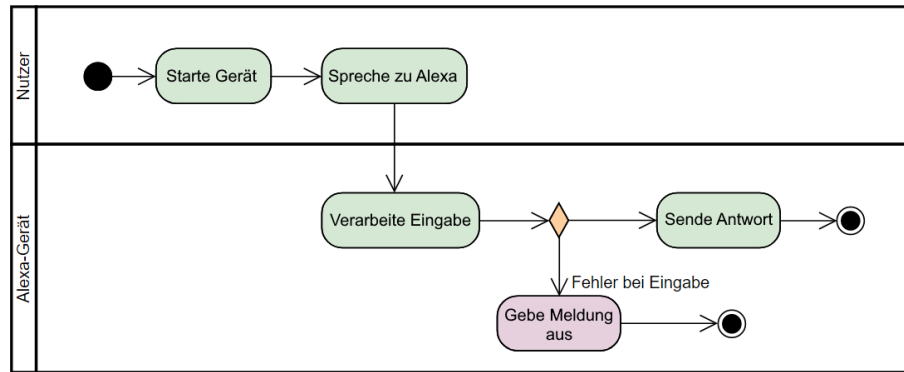 Nutzer
Starte Gerät
Spreche zu Alexa
Alexa-Gerät
Verarbeite Eingabe
Sende Antwort
Fehler bei Eingabe
Gebe Meldung
aus